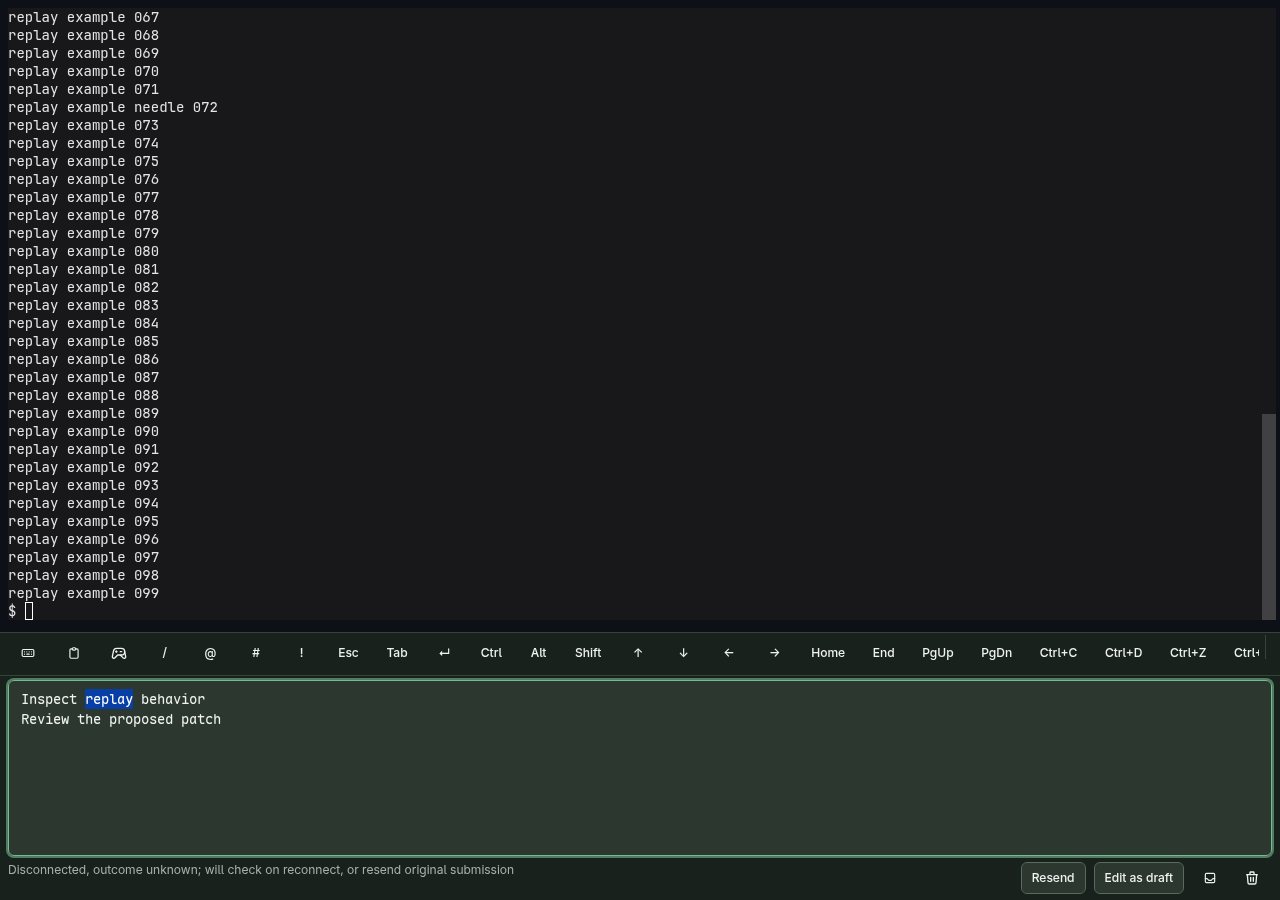 replay example 067
replay example 068
replay example 069
replay example 070
replay example 071
replay example needle 072
replay example 073
replay example 074
replay example 075
replay example 076
replay example 077
replay example 078
replay example 079
replay example 080
replay example 081
replay example 082
replay example 083
replay example 084
replay example 085
replay example 086
replay example 087
replay example 088
replay example 089
replay example 090
replay example 091
replay example 092
replay example 093
replay example 094
replay example 095
replay example 096
replay example 097
replay example 098
replay example 099
$
/ @ # ! Esc Tab ↵ Ctrl Alt Shift ↑ ↓ ← → Home End PgUp PgDn Ctrl+C Ctrl+D Ctrl+Z
Inspect replay behavior
Review the proposed patch
Disconnected, outcome unknown; will check on reconnect, or resend original submission
Resend Edit as draft